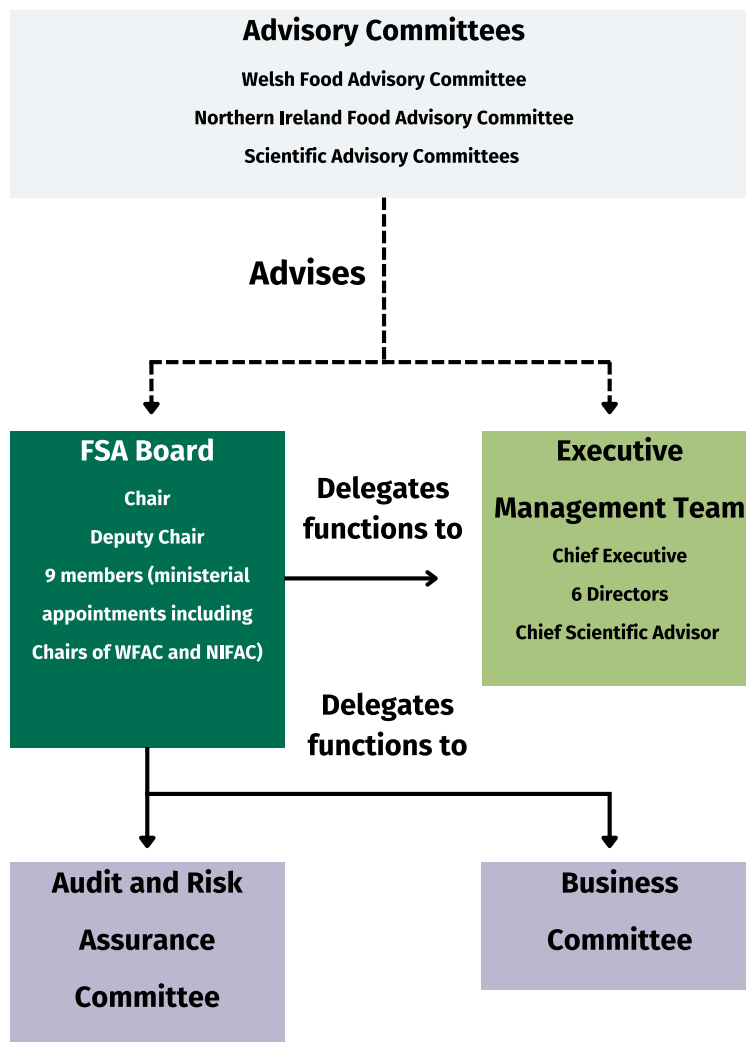 Advisory Committees
Welsh Food Advisory Committee
Northern Ireland Food Advisory Committee
Scientific Advisory Committees
Advises
FSA Board
Chair
Deputy Chair
9 members (ministerial
appointments including
Chairs of WFAC and NIFAC)
Delegates
functions to
Executive
Management Team
Chief Executive
6 Directors
Chief Scientific Advisor
Delegates
functions to
Audit and Risk
Assurance
Committee
Business
Committee